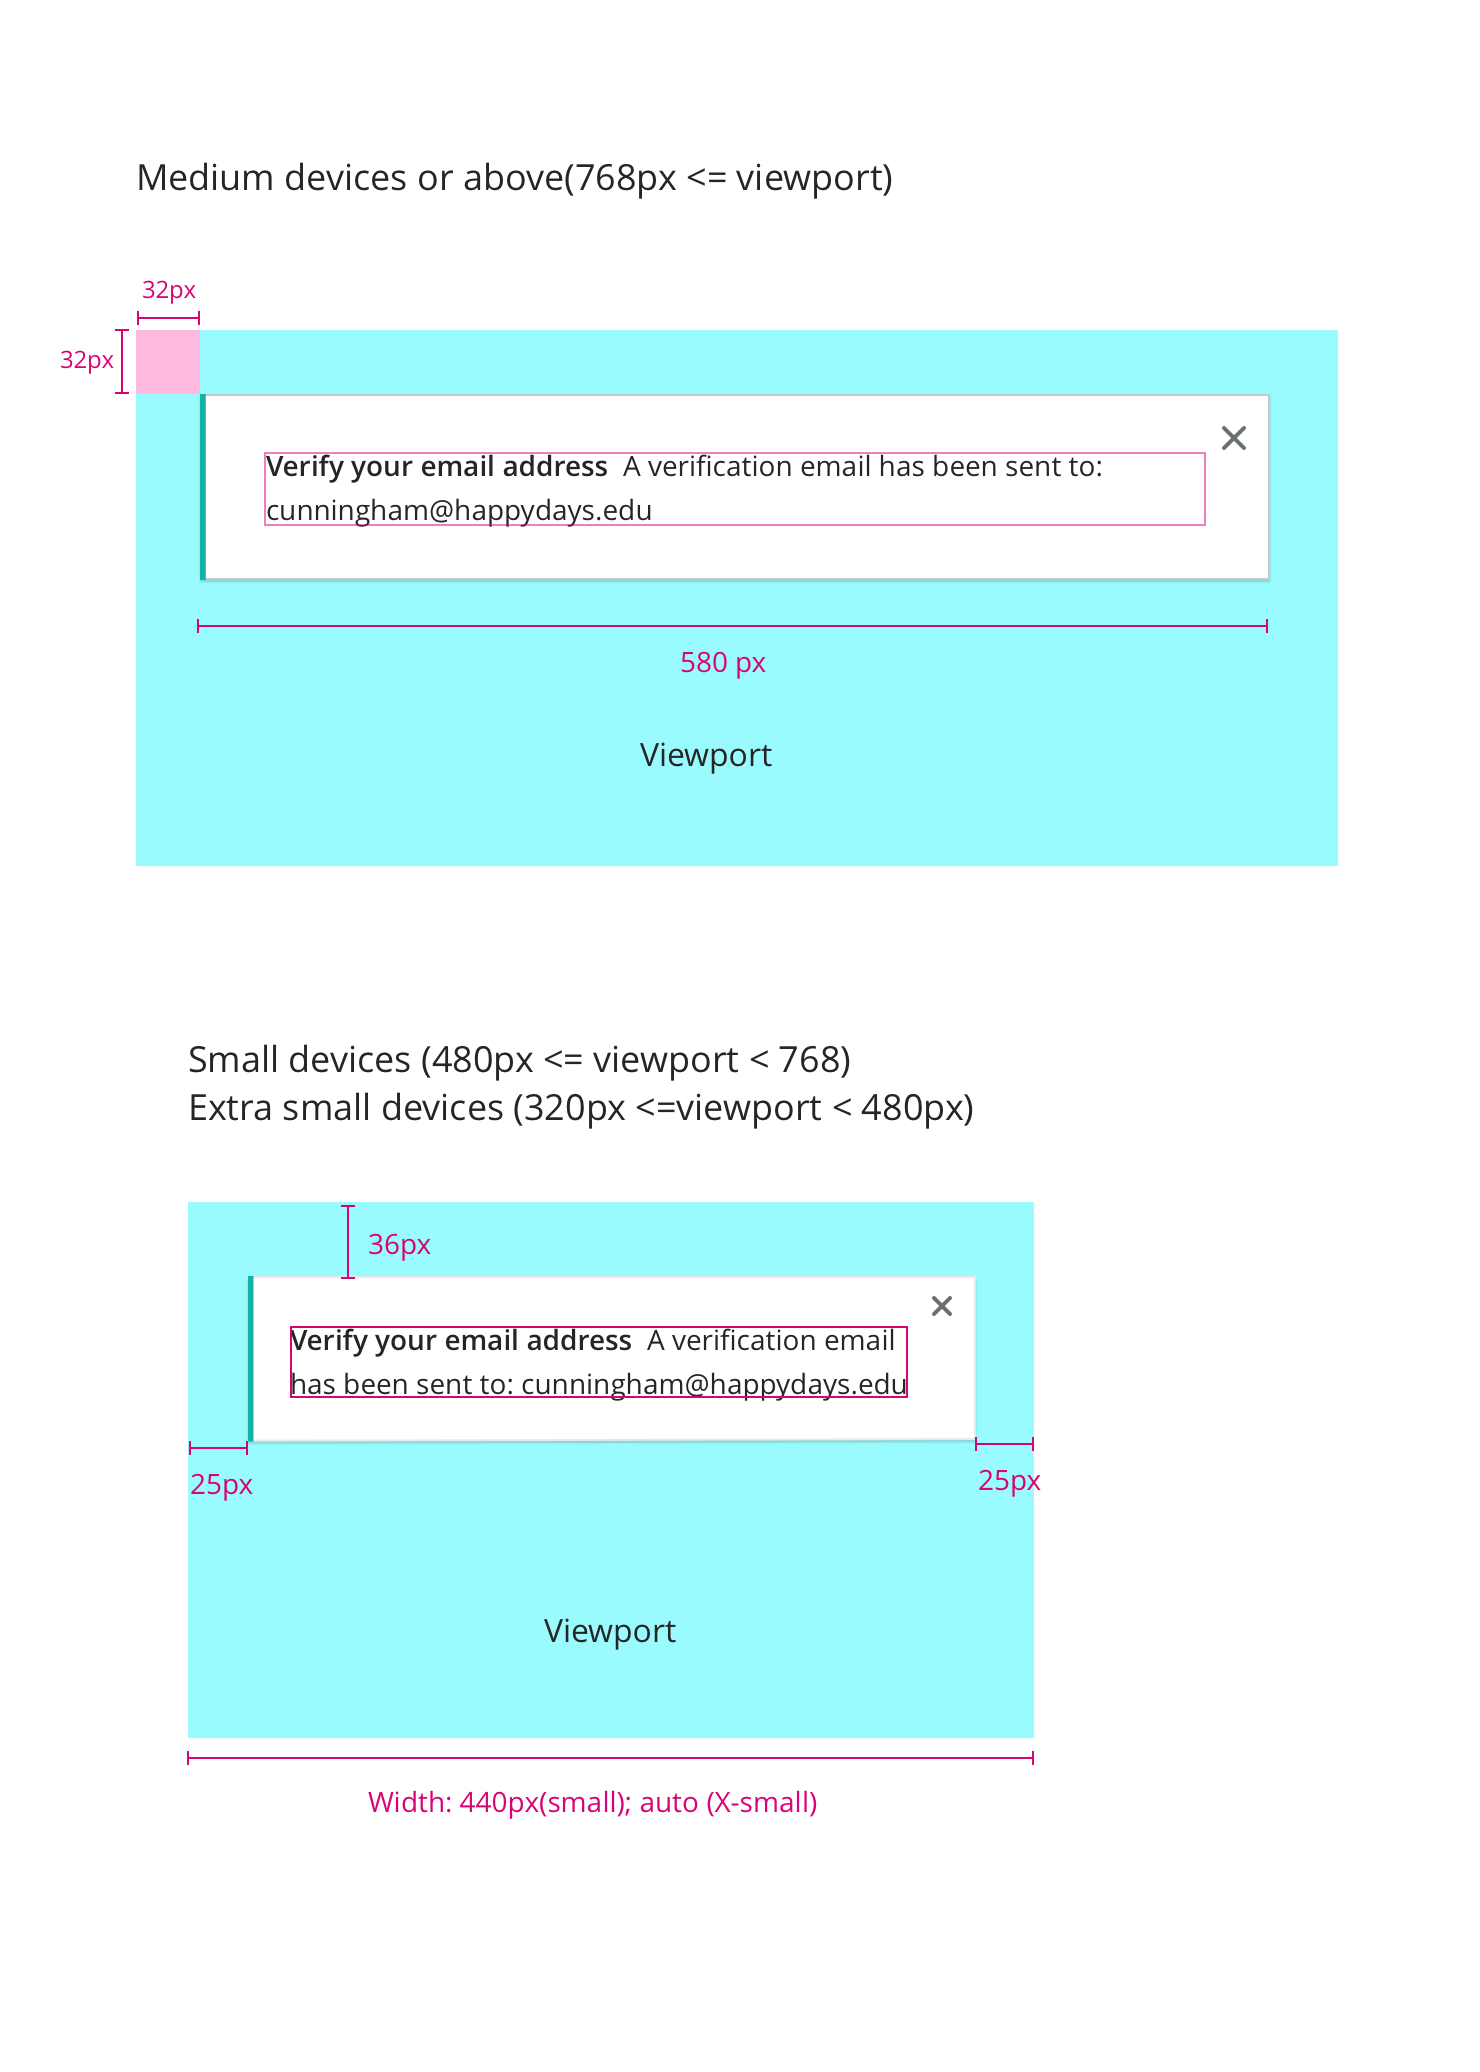 Medium devices or above(768px <= viewport)
32px
32px
Verify your email address  A verification email has been sent to:
cunningham@happydays.edu
580 px
Viewport
Small devices (480px <= viewport < 768)
Extra small devices (320px <=viewport < 480px)
36px
Verify your email address  A verification email
has been sent to: cunningham@happydays.edu
25px
25px
Viewport
Width: 440px(small); auto (X-small)